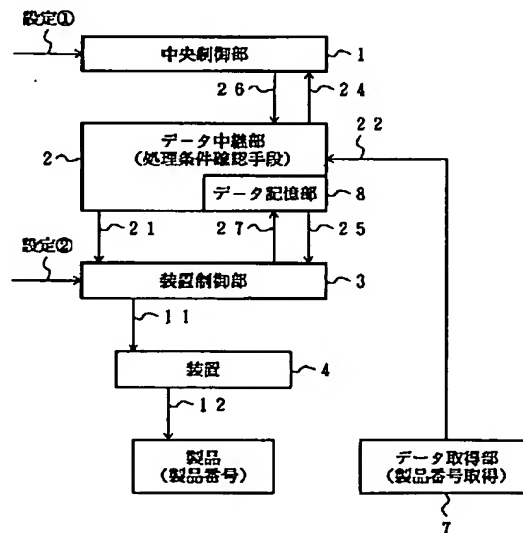 設定①
中央制御部
1
26
24
22
データ中継部
(処理条件確認手段)
2
データ記憶部
8
21
27
25
設定②
装置制御部
3
11
装置
4
12
製品
(製品番号)
データ取得部
(製品番号取得)
7